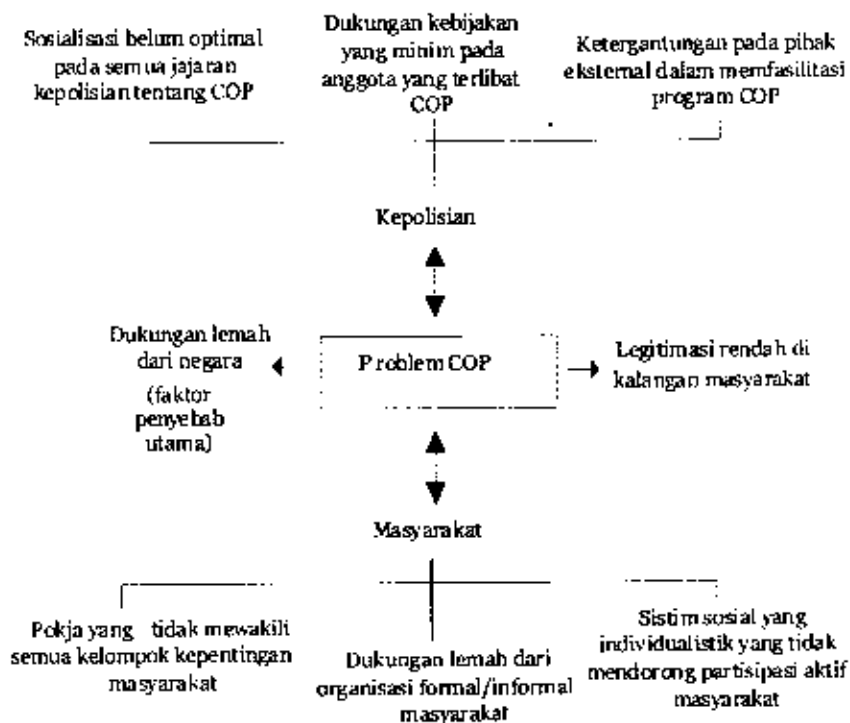 Sosialisasi belum optimal
pada semua jajaran
kepolisian tentang COP
Dukungan kebijakan
yang minim pada
anggota yang terlibat
COP
Ketergantungan pada pihak
eksternal dalam memfasilitasi
program COP
Kepolisian
Dukungan lemah
dari negara
(faktor
penyebab
utama)
Problem COP
Legitimasi rendah di
kalangan masyarakat
Masyarakat
Pokja yang tidak mewakili
semua kelompok kepentingan
masyarakat
Dukungan lemah dari
organisasi formal/informal
masyarakat
Sistim sosial yang
individualistik yang tidak
mendorong partisipasi aktif
masyarakat